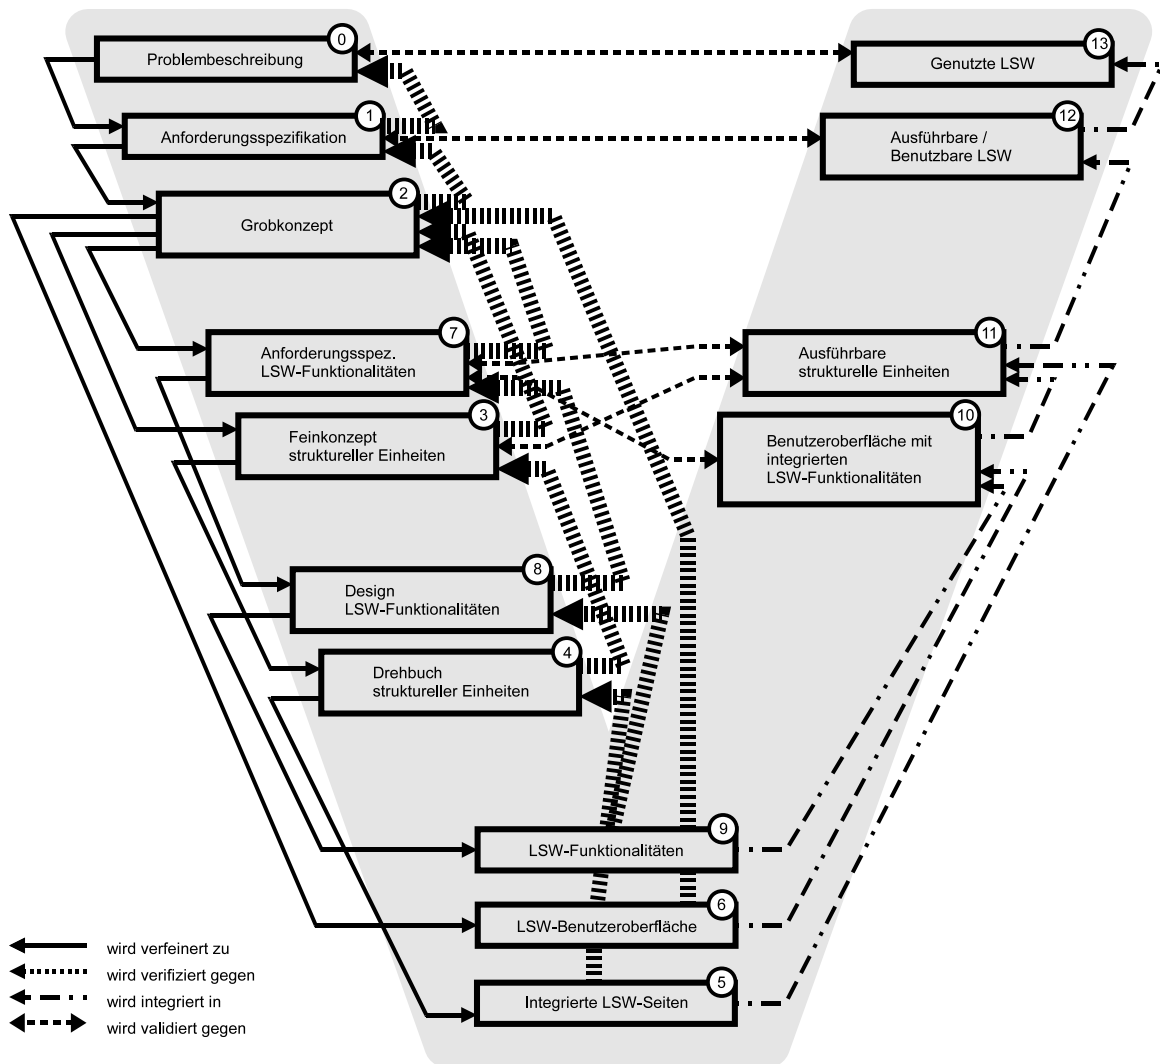 0
Problembeschreibung
13
Genutzte LSW
1
Anforderungsspezifikation
12
Ausführbare /
Benutzbare LSW
2
Grobkonzept
7
Anforderungsspez.
LSW-Funktionalitäten
11
Ausführbare
strukturelle Einheiten
3
Feinkonzept
struktureller Einheiten
10
Benutzeroberfläche mit
integrierten
LSW-Funktionalitäten
8
Design
LSW-Funktionalitäten
4
Drehbuch
struktureller Einheiten
9
LSW-Funktionalitäten
6
LSW-Benutzeroberfläche
5
Integrierte LSW-Seiten
wird verfeinert zu
wird verifiziert gegen
wird integriert in
wird validiert gegen